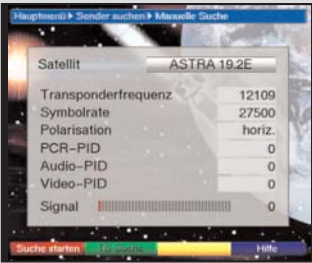 Hauptmenü▶Sender suchen▶Manuelle Suche
Satellit ASTRA 19.2E
Transponderfrequenz 12109
Symbolrate 27500
Polarisation horiz.
PCR-PID 0
Audio-PID 0
Video-PID 0
Signal 0
Suche starten Hilfe